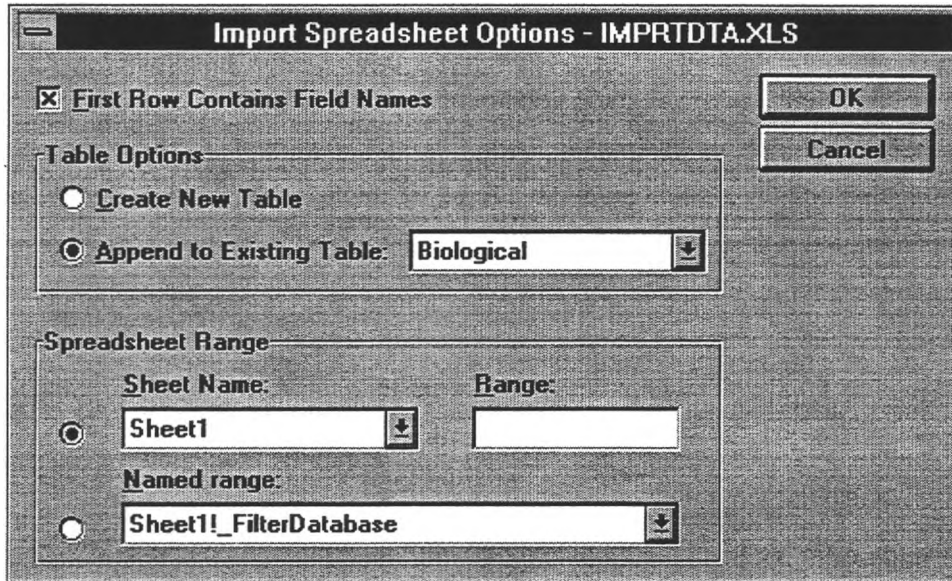 Import Spreadsheet Options - IMPRTDTA.XLS
First Row Contains Field Names
OK
Cancel
Table Options
Create New Table
Append to Existing Table: Biological
Spreadsheet Range
Sheet Name: Range:
Sheet1
Named range:
Sheet1!_FilterDatabase